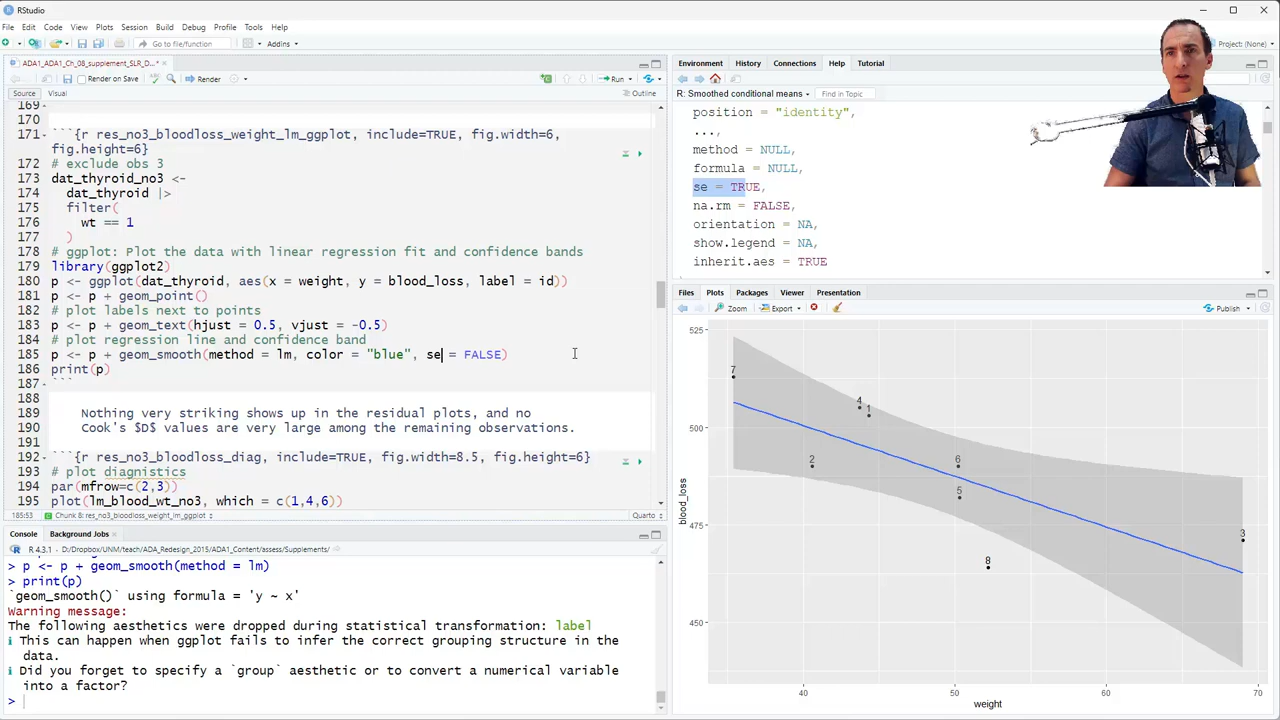 RStudio
File Edit Code View Plots Session Build Debug Profile Tools Help
Go to file/function
Addins
Project: (None)
ADA1_ADA1_Ch_08_supplement_SLR_D...*
Render on Save
Render
Run
Source Visual
Outline
169
170
171 ```{r res_no3_bloodloss_weight_lm_ggplot, include=TRUE, fig.width=6,
fig.height=6}
172 # exclude obs 3
173 dat_thyroid_no3 <-
174 dat_thyroid |>
175 filter(
176 wt == 1
177 )
178 # ggplot: Plot the data with linear regression fit and confidence bands
179 library(ggplot2)
180 p <- ggplot(dat_thyroid, aes(x = weight, y = blood_loss, label = id))
181 p <- p + geom_point()
182 # plot labels next to points
183 p <- p + geom_text(hjust = 0.5, vjust = -0.5)
184 # plot regression line and confidence band
185 p <- p + geom_smooth(method = lm, color = "blue", se = FALSE)
186 print(p)
187 ```
188
189 Nothing very striking shows up in the residual plots, and no
190 Cook's $D$ values are very large among the remaining observations.
191
192 ```{r res_no3_bloodloss_diag, include=TRUE, fig.width=8.5, fig.height=6}
193 # plot diagnostics
194 par(mfrow=c(2,3))
195 plot(lm_blood_wt_no3, which = c(1,4,6))
185:53 Chunk 8: res_no3_bloodloss_weight_lm_ggplot Quarto
Console Background Jobs
R 4.3.1 · D:/Dropbox/UNM/teach/ADA_Redesign_2015/ADA1_Content/assess/Supplements/
> p <- p + geom_smooth(method = lm)
> print(p)
`geom_smooth()` using formula = 'y ~ x'
Warning message:
The following aesthetics were dropped during statistical transformation: label
ℹ This can happen when ggplot fails to infer the correct grouping structure in the
data.
ℹ Did you forget to specify a `group` aesthetic or to convert a numerical variable
into a factor?
>
Environment History Connections Help Tutorial
R: Smoothed conditional means
Find in Topic
position = "identity",
...,
method = NULL,
formula = NULL,
se = TRUE,
na.rm = FALSE,
orientation = NA,
show.legend = NA,
inherit.aes = TRUE
Files Plots Packages Viewer Presentation
Zoom Export Publish
525
7
4
1
500
2
6
5
475
3
8
450
blood_loss
40 50 60 70
weight